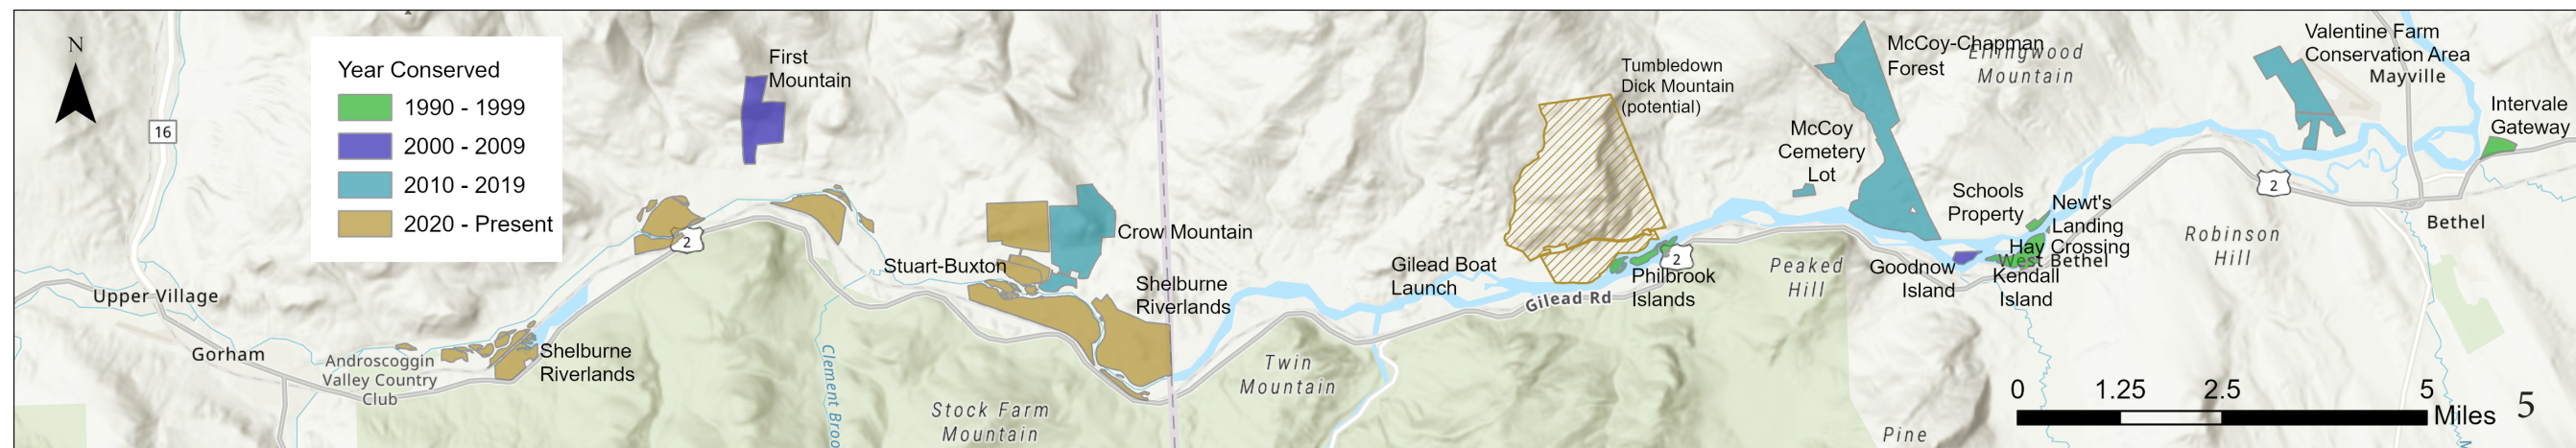 N
16
Year Conserved
1990 - 1999
2000 - 2009
2010 - 2019
2020 - Present
First
Mountain
Upper Village
Gorham
Androscoggin
Valley Country
Club
Shelburne
Riverlands
2
Clement Broo
Stuart-Buxton
Crow Mountain
Shelburne
Riverlands
Stock Farm
Mountain
Twin
Mountain
Gilead Boat
Launch
Gilead Rd
Tumbledown
Dick Mountain
(potential)
Philbrook
Islands
2
McCoy
Cemetery
Lot
McCoy-Chapman
Forest
Ellingwood
Mountain
Peaked
Hill
Schools
Property
Newt's
Landing
Hay Crossing
West Bethel
Goodnow
Island
Kendall
Island
Pine
Robinson
Hill
Valentine Farm
Conservation Area
Mayville
Intervale
Gateway
2
Bethel
0 1.25 2.5 5
Miles
5